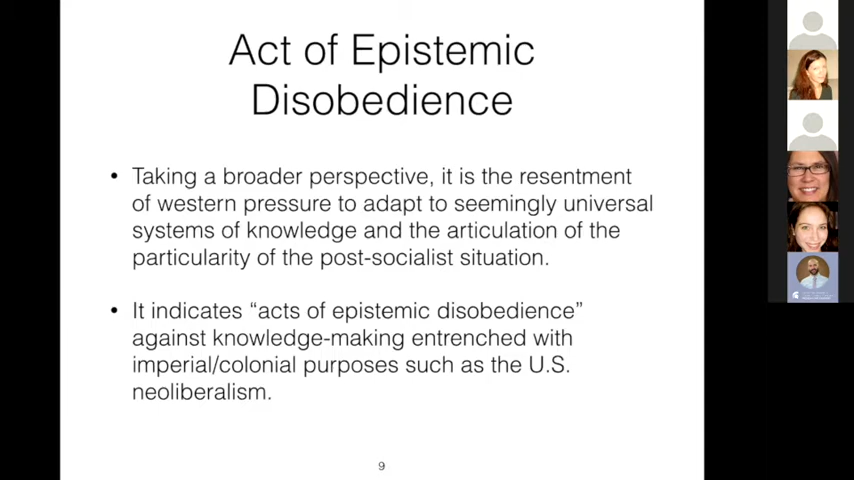 Act of Epistemic
Disobedience
• Taking a broader perspective, it is the resentment
of western pressure to adapt to seemingly universal
systems of knowledge and the articulation of the
particularity of the post-socialist situation.
• It indicates “acts of epistemic disobedience”
against knowledge-making entrenched with
imperial/colonial purposes such as the U.S.
neoliberalism.
9